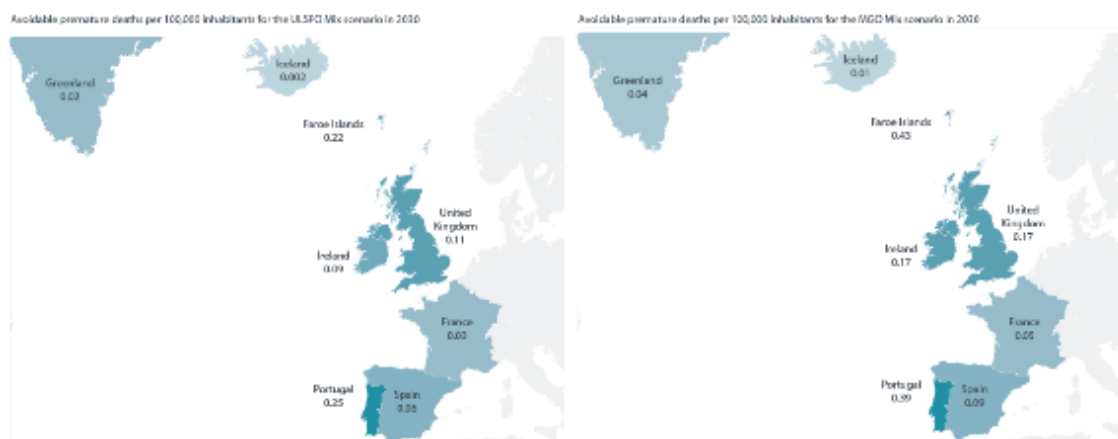 Avoidable premature deaths per 100,000 inhabitants for the ULSFO Mix scenario in 2030
Greenland
0.02
Iceland
0.002
Faroe Islands
0.22
United
Kingdom
0.11
Ireland
0.09
France
0.03
Portugal
0.25
Spain
0.06
Avoidable premature deaths per 100,000 inhabitants for the MGO Mix scenario in 2030
Greenland
0.04
Iceland
0.01
Faroe Islands
0.43
United
Kingdom
0.17
Ireland
0.17
France
0.05
Portugal
0.39
Spain
0.09